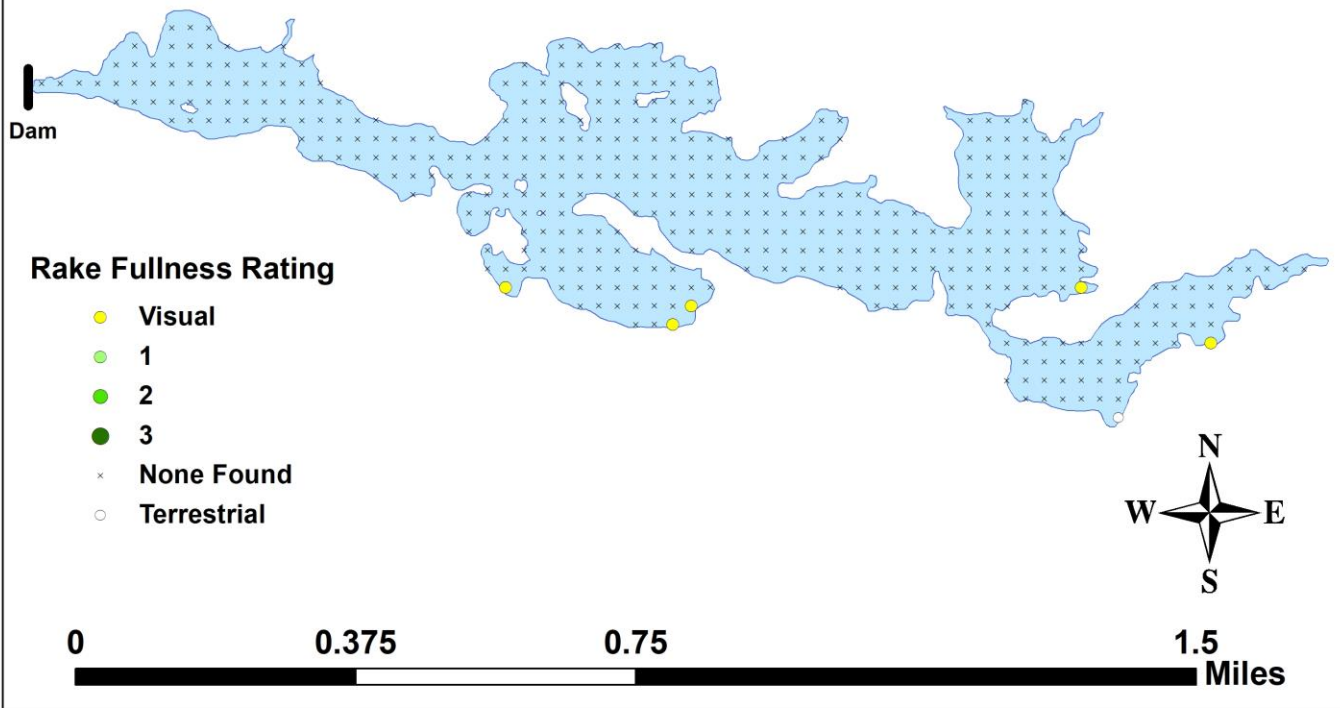 Dam
Rake Fullness Rating
Visual
1
2
3
None Found
Terrestrial
N
W E
S
0 0.375 0.75 1.5
Miles